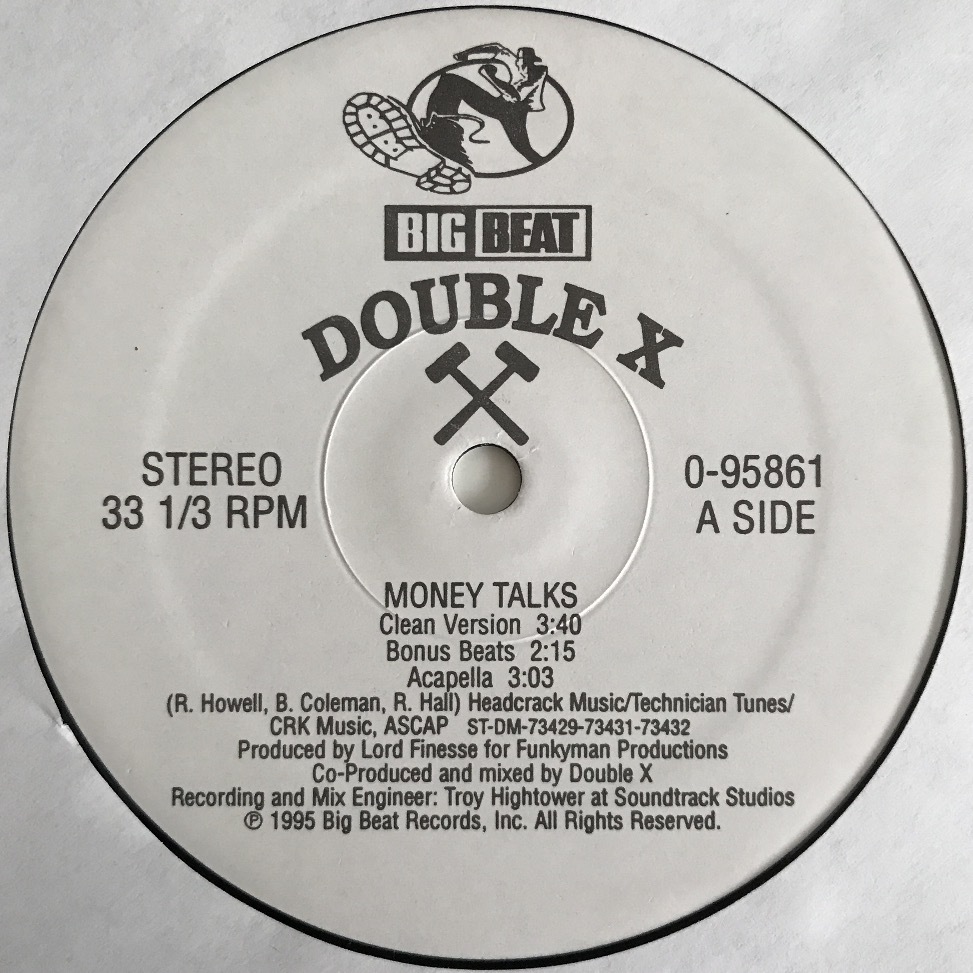 BB
BIG BEAT
DOUBLE X
STEREO
33 1/3 RPM
0-95861
A SIDE
MONEY TALKS
Clean Version 3:40
Bonus Beats 2:15
Acapella 3:03
(R. Howell, B. Coleman, R. Hall) Headcrack Music/Technician Tunes/
CRK Music, ASCAP ST-DM-73429-73431-73432
Produced by Lord Finesse for Funkyman Productions
Co-Produced and mixed by Double X
Recording and Mix Engineer: Troy Hightower at Soundtrack Studios
℗ 1995 Big Beat Records, Inc. All Rights Reserved.